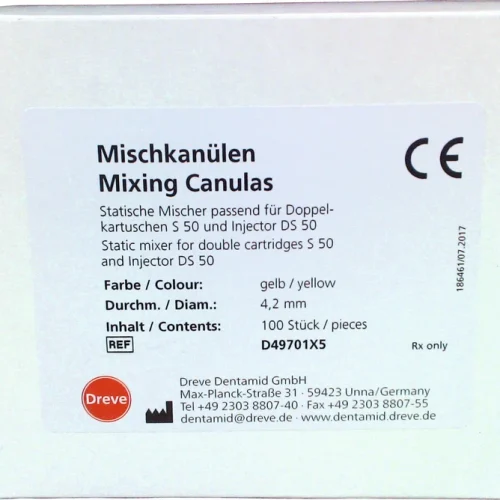 Mischkanülen
Mixing Canulas
CE
Statische Mischer passend für Doppel-
kartuschen S 50 und Injector DS 50
Static mixer for double cartridges S 50
and Injector DS 50
Farbe / Colour: gelb / yellow
Durchm. / Diam.: 4,2 mm
Inhalt / Contents: 100 Stück / pieces
REF D49701X5 Rx only
186461/07.2017
Dreve
Dreve Dentamid GmbH
Max-Planck-Straße 31 · 59423 Unna/Germany
Tel +49 2303 8807-40 · Fax +49 2303 8807-55
dentamid@dreve.de · www.dentamid.dreve.de